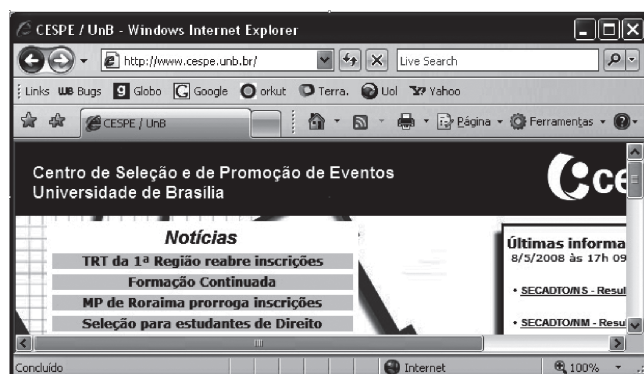 CESPE / UnB - Windows Internet Explorer
http://www.cespe.unb.br/
Live Search
Links
Bugs
Globo
Google
orkut
Terra.
Uol
Yahoo
CESPE / UnB
Página
Ferramentas
Centro de Seleção e de Promoção de Eventos
Universidade de Brasília
ce
Notícias
TRT da 1ª Região reabre inscrições
Formação Continuada
MP de Roraima prorroga inscrições
Seleção para estudantes de Direito
Últimas informa
8/5/2008 às 17h 09
• SECADTO/NS - Resul
• SECADTO/NM - Resu
Concluído
Internet
100%